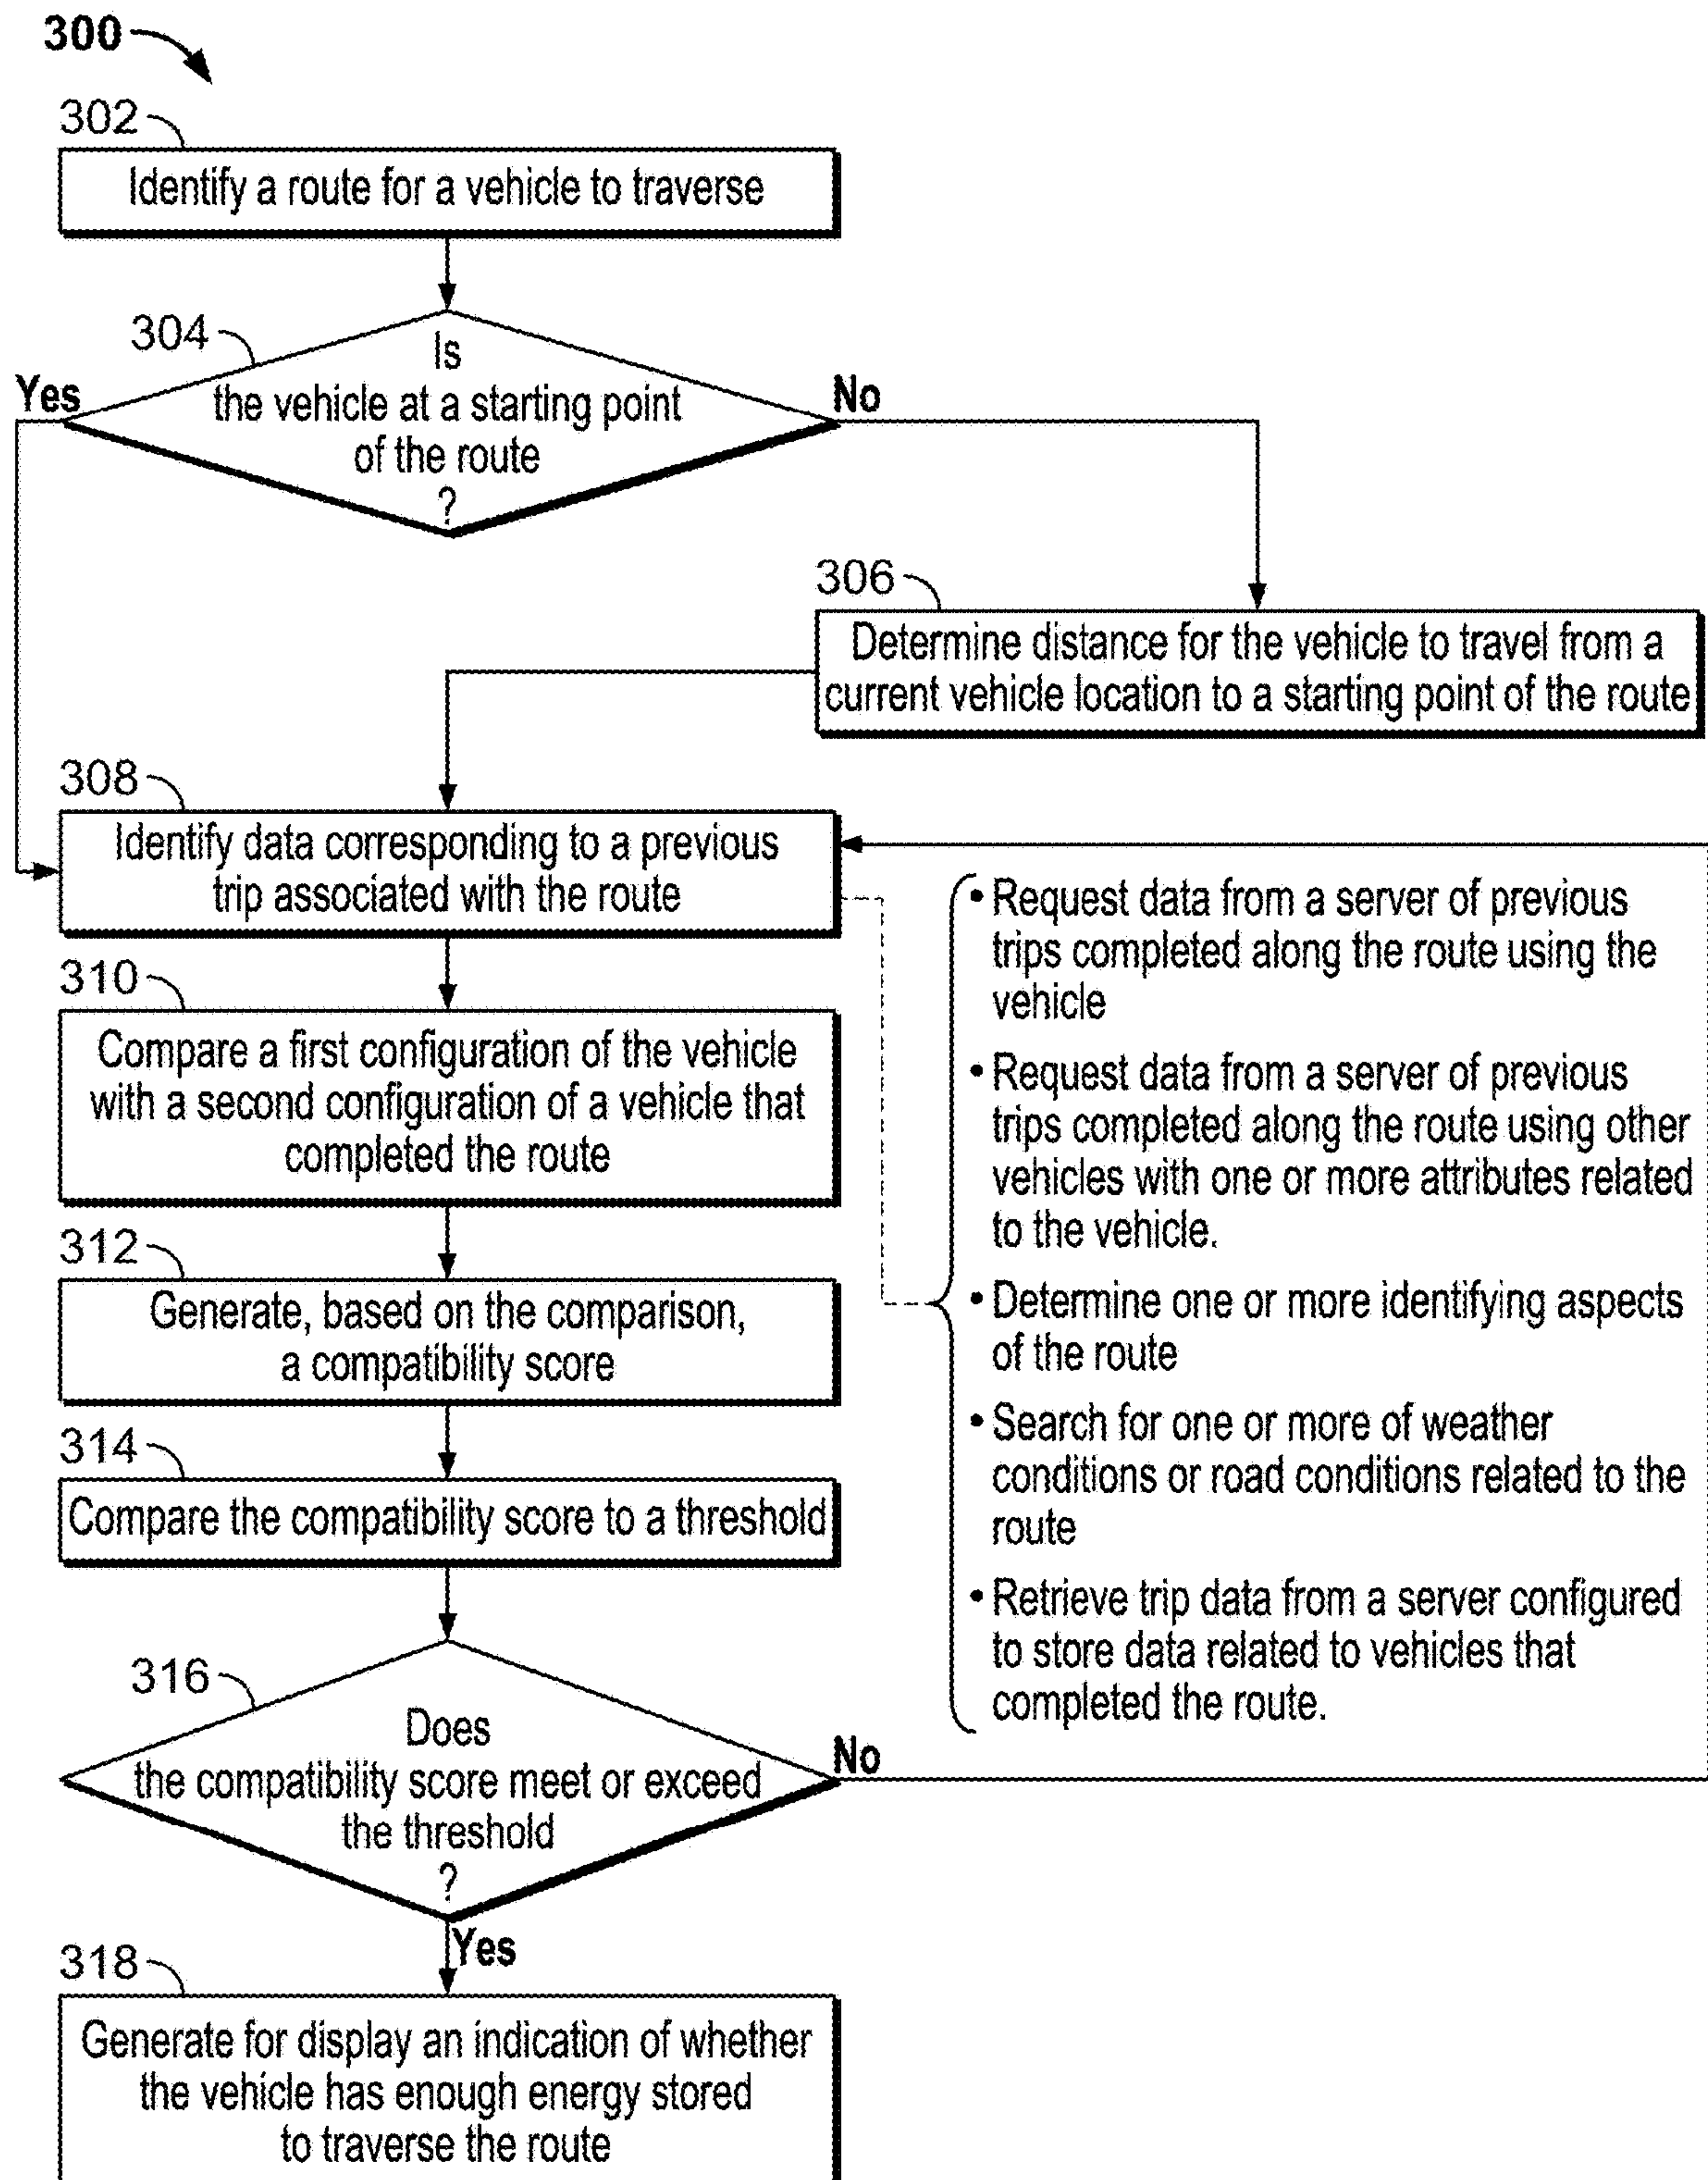 300
302
Identify a route for a vehicle to traverse
304
Is
the vehicle at a starting point
of the route
?
Yes
No
306
Determine distance for the vehicle to travel from a
current vehicle location to a starting point of the route
308
Identify data corresponding to a previous
trip associated with the route
• Request data from a server of previous
trips completed along the route using the
vehicle
• Request data from a server of previous
trips completed along the route using other
vehicles with one or more attributes related
to the vehicle.
• Determine one or more identifying aspects
of the route
• Search for one or more of weather
conditions or road conditions related to the
route
• Retrieve trip data from a server configured
to store data related to vehicles that
completed the route.
310
Compare a first configuration of the vehicle
with a second configuration of a vehicle that
completed the route
312
Generate, based on the comparison,
a compatibility score
314
Compare the compatibility score to a threshold
316
Does
the compatibility score meet or exceed
the threshold
?
No
Yes
318
Generate for display an indication of whether
the vehicle has enough energy stored
to traverse the route